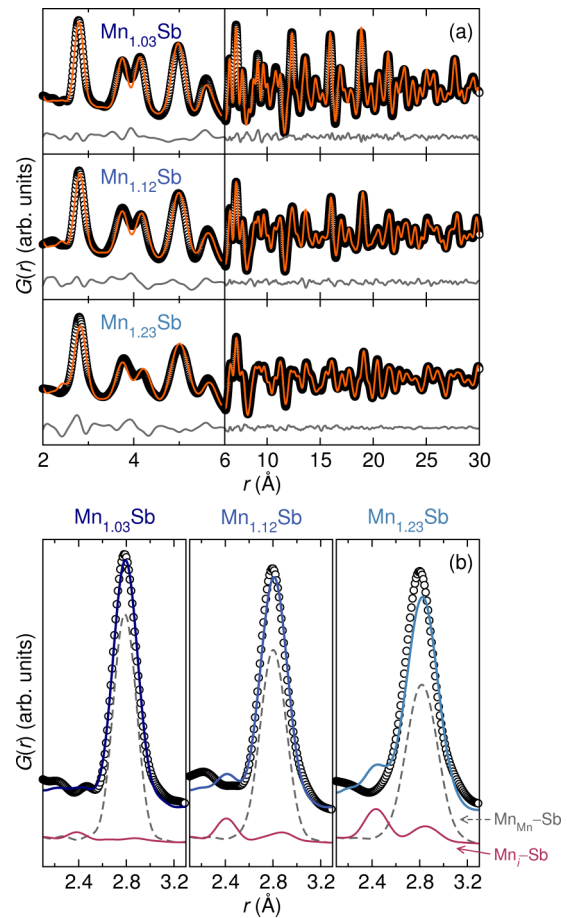 Mn1.03Sb
(a)
Mn1.12Sb
Mn1.23Sb
G(r) (arb. units)
2 4 6 10 15 20 25 30
r (Å)
Mn1.03Sb Mn1.12Sb Mn1.23Sb
(b)
G(r) (arb. units)
MnMn–Sb
Mni–Sb
2.4 2.8 3.2 2.4 2.8 3.2 2.4 2.8 3.2
r (Å)